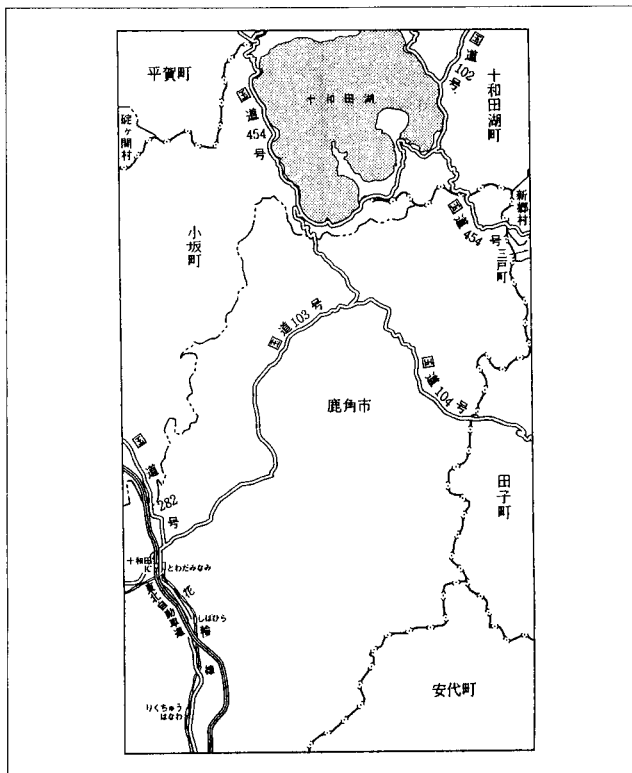 平賀町
碇ヶ関村
国道454号
十和田湖
国道102号
十和田湖町
新郷村
国道454号
三戸町
小坂町
国道103号
国道104号
鹿角市
田子町
国道282号
十和田IC
とわだみなみ
東北自動車道
花輪線
しばひら
りくちゅう
はなわ
安代町